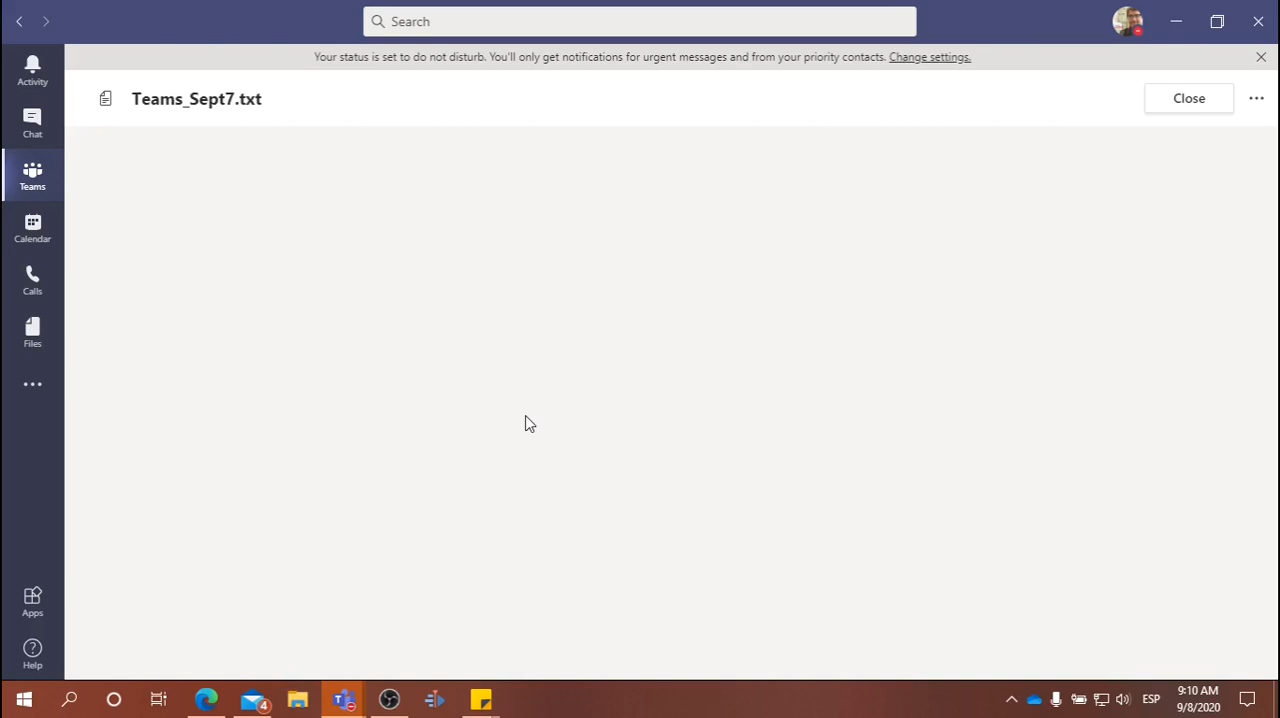 Search
Your status is set to do not disturb. You'll only get notifications for urgent messages and from your priority contacts. Change settings.
Activity
Teams_Sept7.txt
Close
Chat
Teams
Calendar
Calls
Files
Apps
Help
4
ESP
9:10 AM
9/8/2020